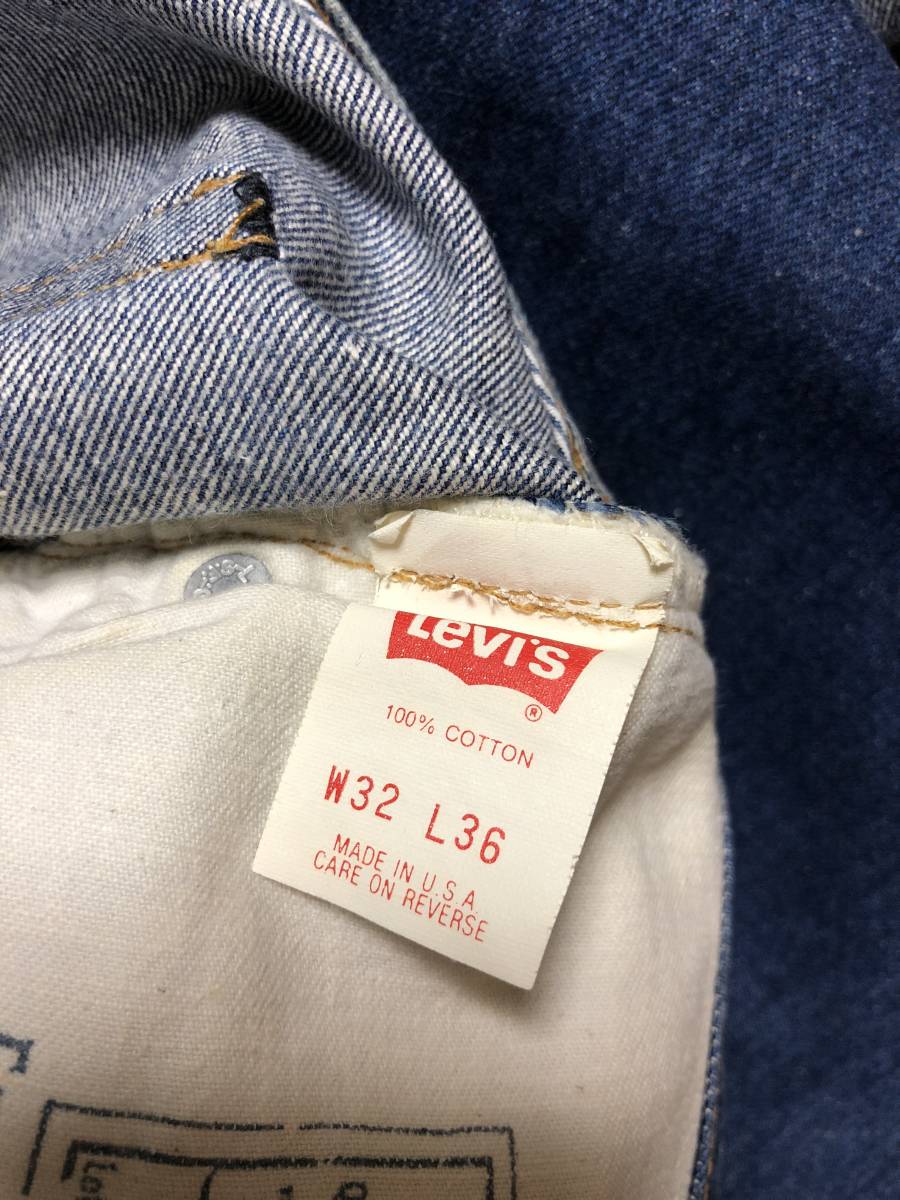 Levi's
®
100% COTTON
W32 L36
MADE IN U.S.A.
CARE ON REVERSE